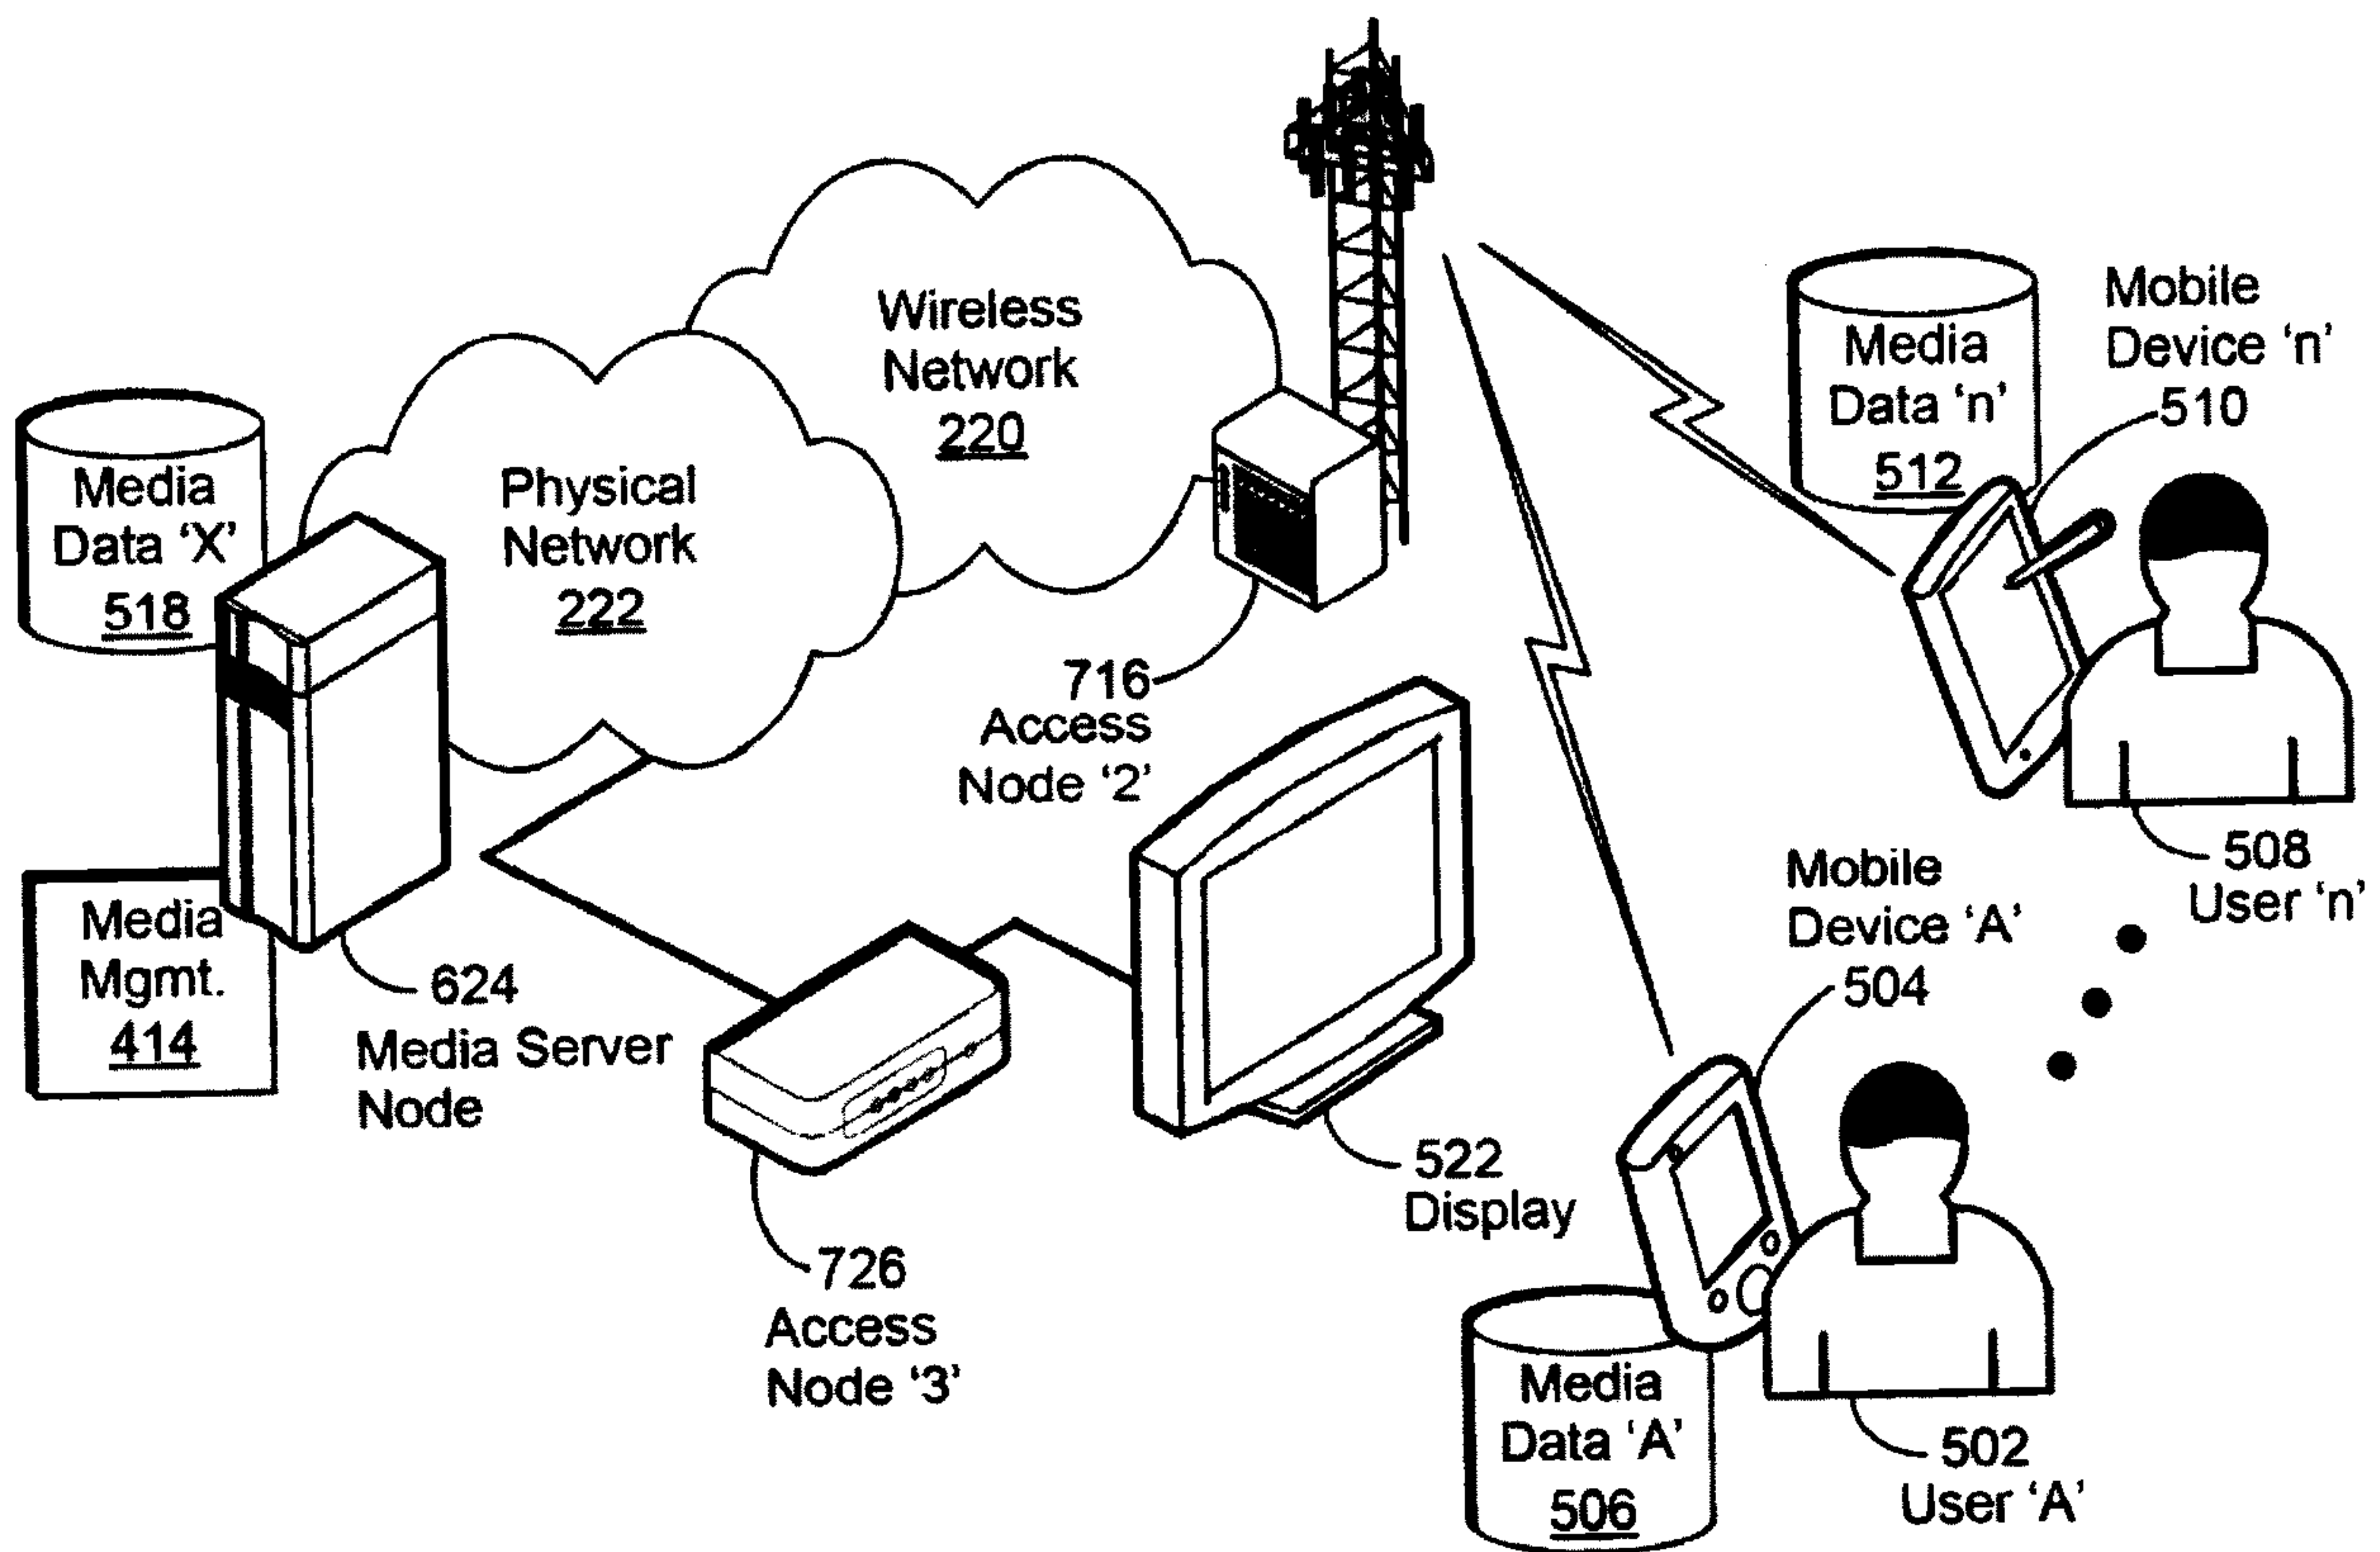 Wireless
Network
220
Physical
Network
222
Media
Data 'X'
518
Media
Data 'n'
512
Mobile
Device 'n'
510
716
Access
Node '2'
508
User 'n'
Media
Mgmt.
414
624
Media Server
Node
Mobile
Device 'A'
504
522
Display
726
Access
Node '3'
Media
Data 'A'
506
502
User 'A'